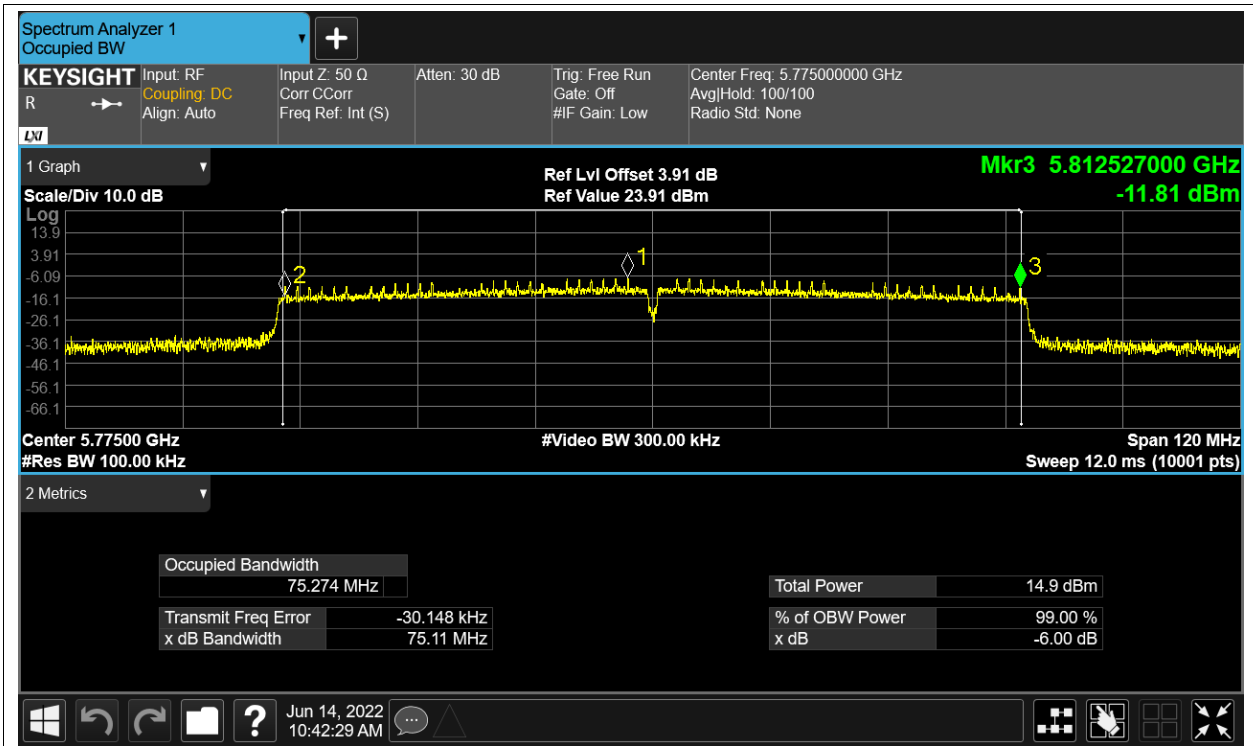 Spectrum Analyzer 1
Occupied BW
KEYSIGHT
R
LXI
Input: RF
Coupling: DC
Align: Auto
Input Z: 50 Ω
Corr CCorr
Freq Ref: Int (S)
Atten: 30 dB
Trig: Free Run
Gate: Off
#IF Gain: Low
Center Freq: 5.775000000 GHz
Avg|Hold: 100/100
Radio Std: None
1 Graph
Scale/Div 10.0 dB
Ref Lvl Offset 3.91 dB
Ref Value 23.91 dBm
Mkr3 5.812527000 GHz
-11.81 dBm
Log
13.9
3.91
-6.09
-16.1
-26.1
-36.1
-46.1
-56.1
-66.1
2
1
3
Center 5.77500 GHz
#Video BW 300.00 kHz
Span 120 MHz
#Res BW 100.00 kHz
Sweep 12.0 ms (10001 pts)
2 Metrics
Occupied Bandwidth
75.274 MHz
Transmit Freq Error -30.148 kHz
x dB Bandwidth 75.11 MHz
Total Power 14.9 dBm
% of OBW Power 99.00 %
x dB -6.00 dB
?
Jun 14, 2022
10:42:29 AM